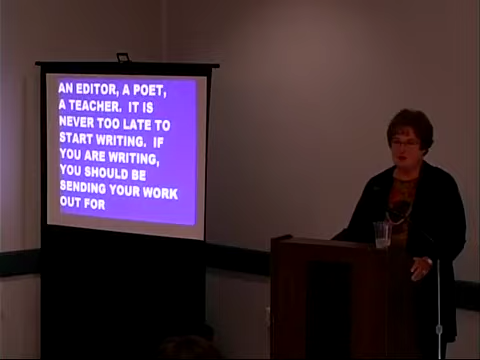 AN EDITOR, A POET,
A TEACHER.  IT IS
NEVER TOO LATE TO
START WRITING.  IF
YOU ARE WRITING,
YOU SHOULD BE
SENDING YOUR WORK
OUT FOR